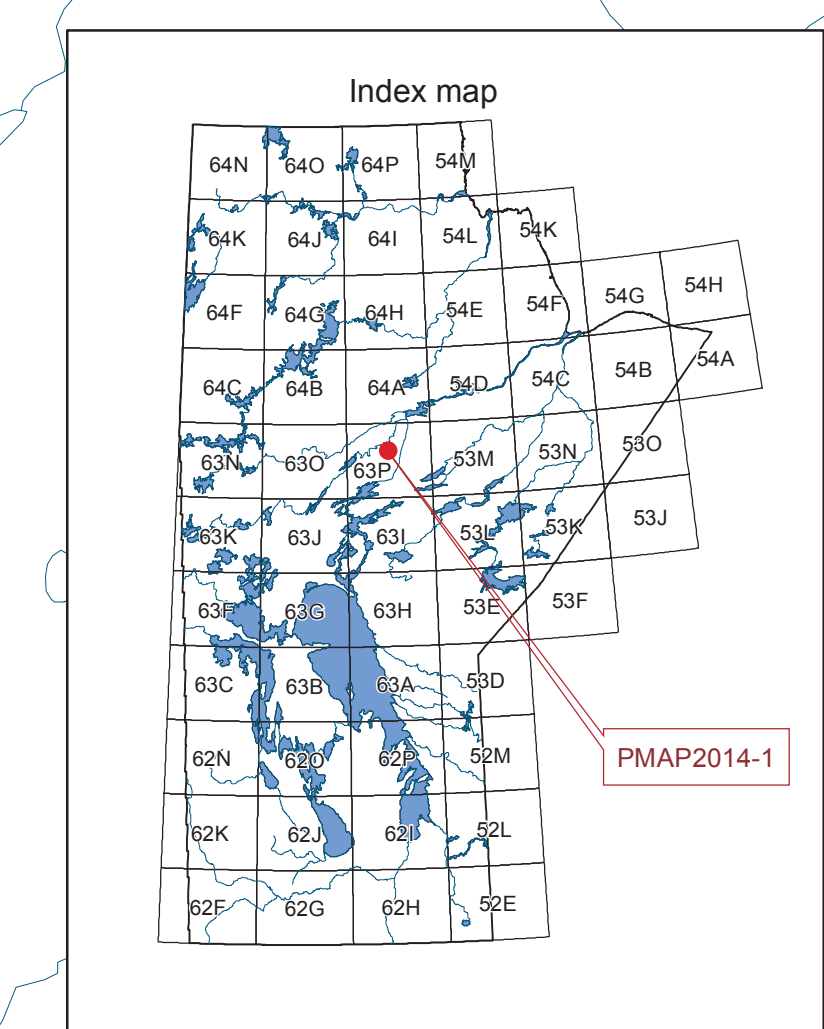 Index map
64N 64O 64P 54M
64K 64J 64I 54L 54K
64F 64G 64H 54E 54F 54G 54H
64C 64B 64A 54D 54C 54B 54A
63N 63O 63P 53M 53N 53O
63K 63J 63I 53L 53K 53J
63F 63G 63H 53E 53F
63C 63B 63A 53D
62N 62O 62P 52M
PMAP2014-1
62K 62J 62I 52L
62F 62G 62H 52E